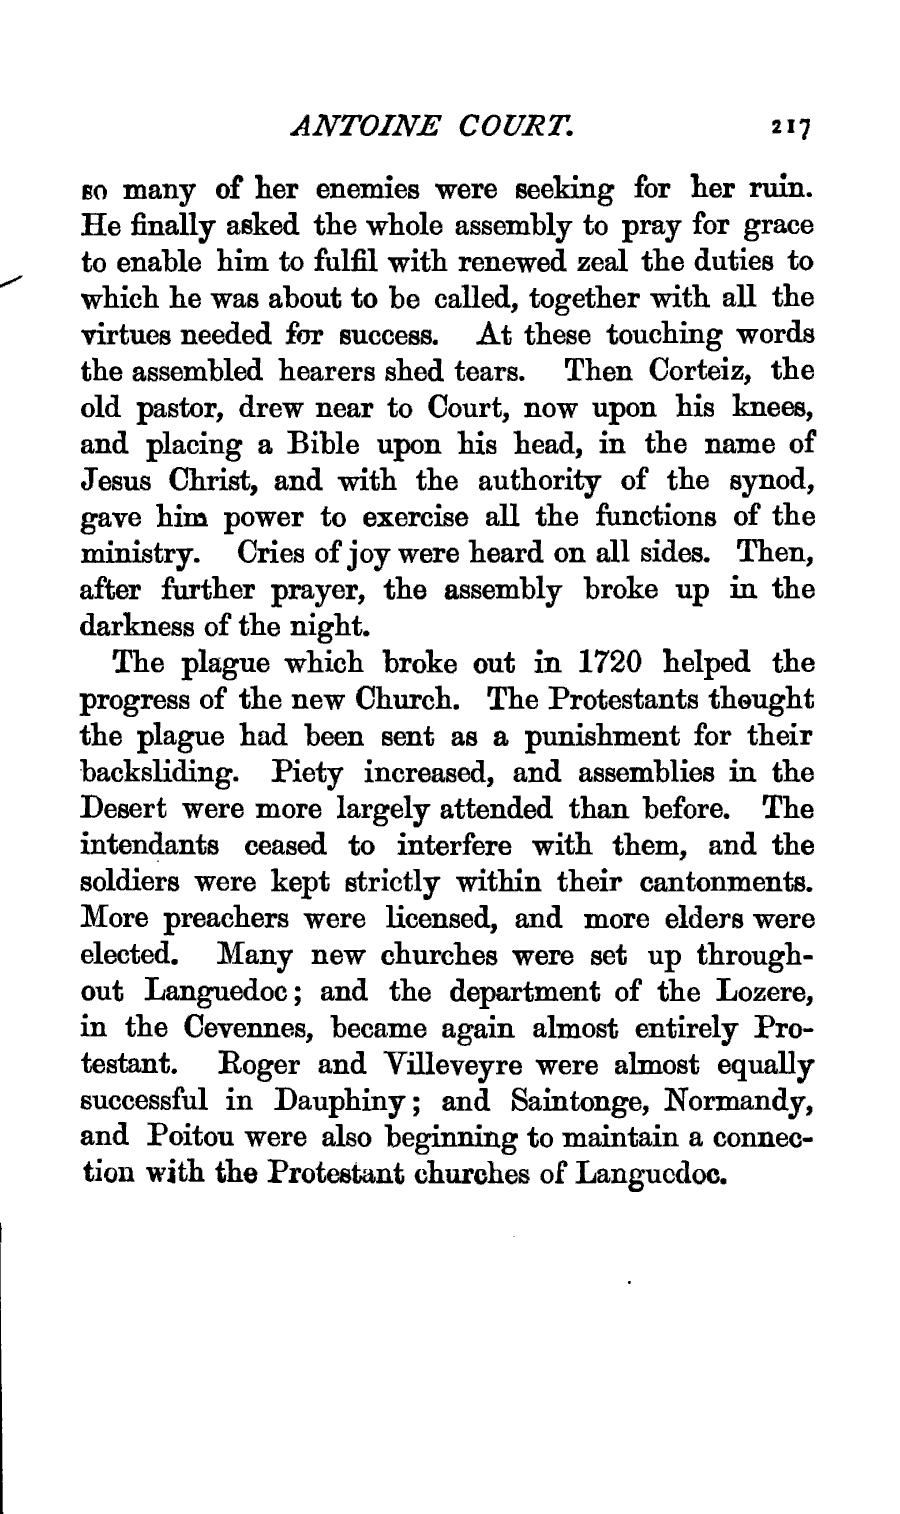 ANTOINE COURT. 217
so many of her enemies were seeking for her ruin.
He finally asked the whole assembly to pray for grace
to enable him to fulfil with renewed zeal the duties to
which he was about to be called, together with all the
virtues needed for success. At these touching words
the assembled hearers shed tears. Then Corteiz, the
old pastor, drew near to Court, now upon his knees,
and placing a Bible upon his head, in the name of
Jesus Christ, and with the authority of the synod,
gave him power to exercise all the functions of the
ministry. Cries of joy were heard on all sides. Then,
after further prayer, the assembly broke up in the
darkness of the night.
The plague which broke out in 1720 helped the
progress of the new Church. The Protestants thought
the plague had been sent as a punishment for their
backsliding. Piety increased, and assemblies in the
Desert were more largely attended than before. The
intendants ceased to interfere with them, and the
soldiers were kept strictly within their cantonments.
More preachers were licensed, and more elders were
elected. Many new churches were set up through-
out Languedoc; and the department of the Lozere,
in the Cevennes, became again almost entirely Pro-
testant. Roger and Villeveyre were almost equally
successful in Dauphiny; and Saintonge, Normandy,
and Poitou were also beginning to maintain a connec-
tion with the Protestant churches of Languedoc.